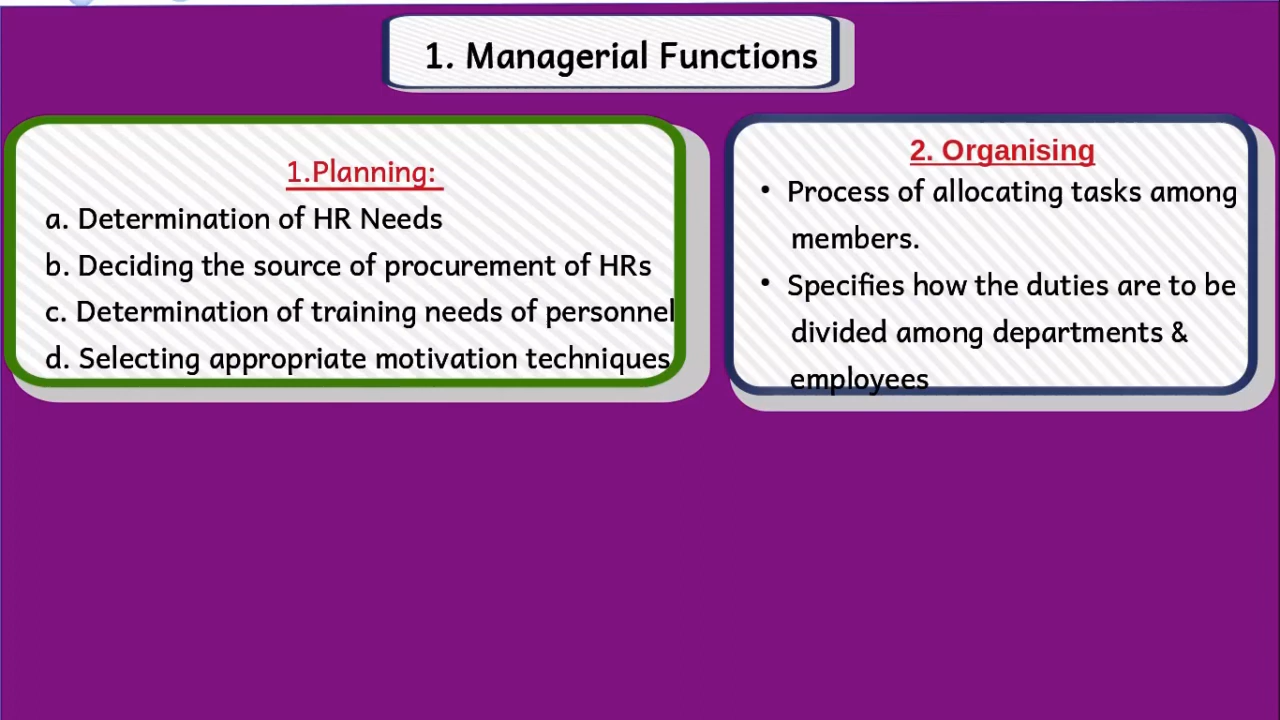 1. Managerial Functions
1.Planning:
a. Determination of HR Needs
b. Deciding the source of procurement of HRs
c. Determination of training needs of personnel
d. Selecting appropriate motivation techniques
2. Organising
• Process of allocating tasks among
members.
• Specifies how the duties are to be
divided among departments &
employees